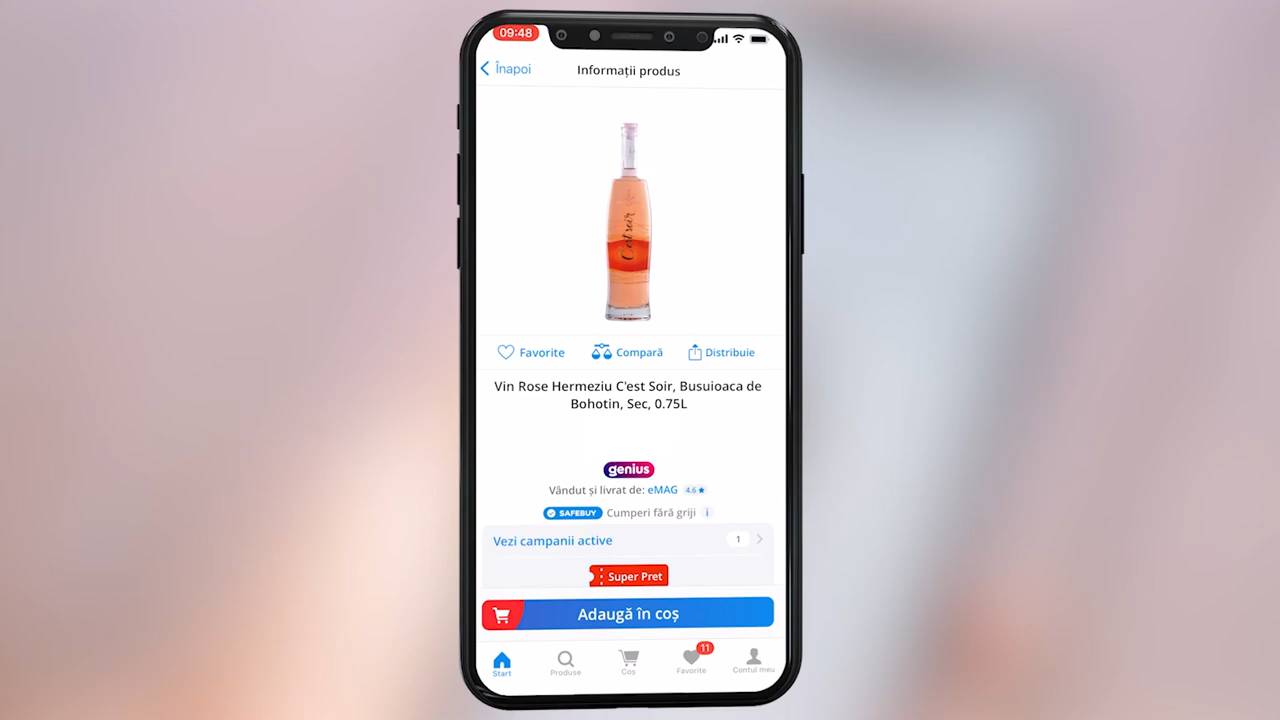 09:48
Înapoi
Informații produs
C'est soir
Favorite
Compară
Distribuie
Vin Rose Hermeziu C'est Soir, Busuioaca de
Bohotin, Sec, 0.75L
genius
Vândut și livrat de: eMAG 4.6
SAFEBUY Cumperi fără griji i
Vezi campanii active 1
Super Pret
Adaugă în coș
11
Start
Produse
Coș
Favorite
Contul meu